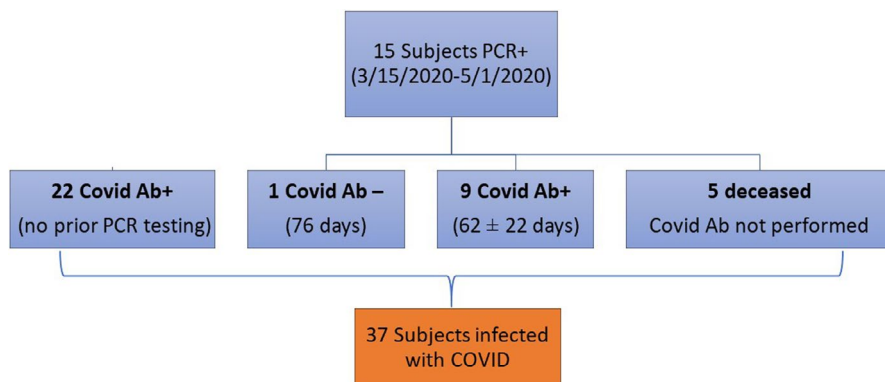 15 Subjects PCR+
(3/15/2020-5/1/2020)
22 Covid Ab+
(no prior PCR testing)
1 Covid Ab –
(76 days)
9 Covid Ab+
(62 ± 22 days)
5 deceased
Covid Ab not performed
37 Subjects infected
with COVID